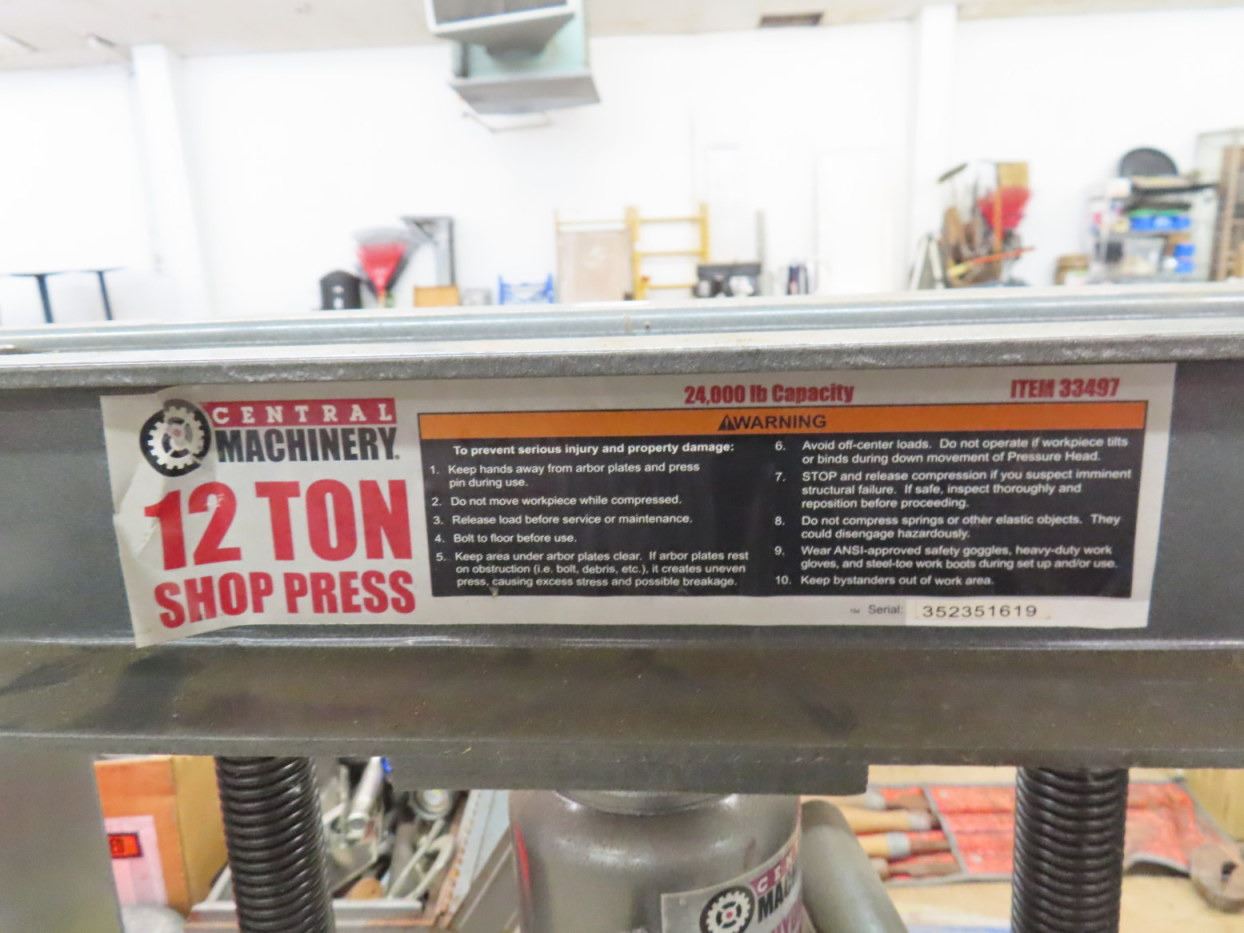 CENTRAL
MACHINERY.
12 TON
SHOP PRESS
24,000 lb Capacity
ITEM 33497
WARNING
To prevent serious injury and property damage:
1. Keep hands away from arbor plates and press
pin during use.
2. Do not move workpiece while compressed.
3. Release load before service or maintenance.
4. Bolt to floor before use.
5. Keep area under arbor plates clear. If arbor plates rest
on obstruction (i.e. bolt, debris, etc.), it creates uneven
press, causing excess stress and possible breakage.
6. Avoid off-center loads. Do not operate if workpiece tilts
or binds during down movement of Pressure Head.
7. STOP and release compression if you suspect imminent
structural failure. If safe, inspect thoroughly and
reposition before proceeding.
8. Do not compress springs or other elastic objects. They
could disengage hazardously.
9. Wear ANSI-approved safety goggles, heavy-duty work
gloves, and steel-toe work boots during set up and/or use.
10. Keep bystanders out of work area.
Serial: 352351619